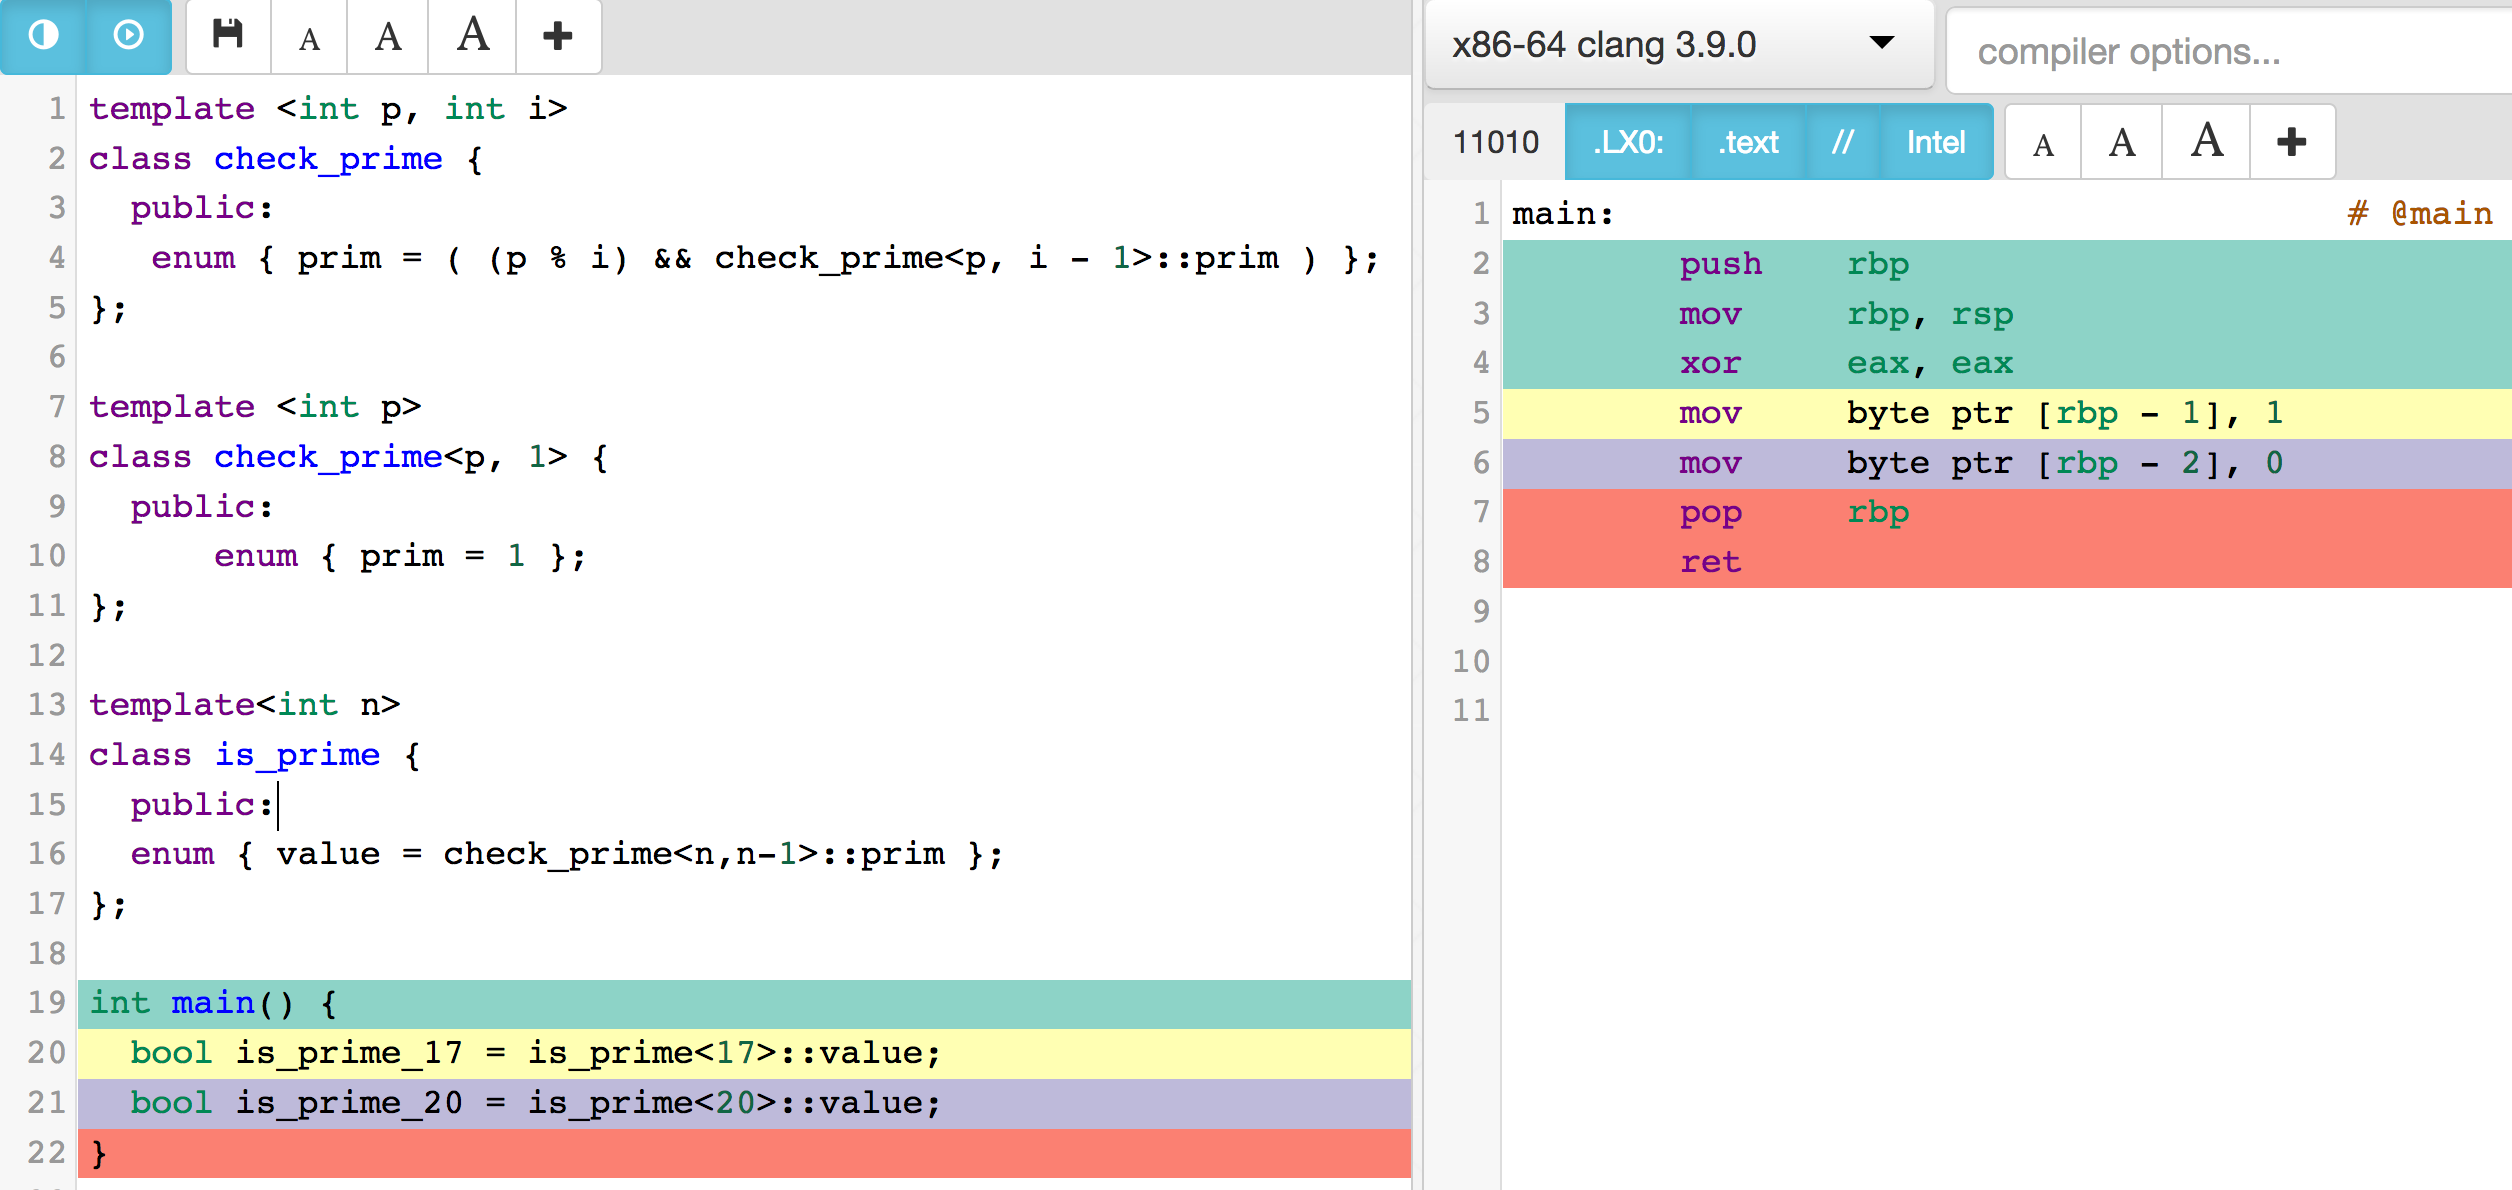 A A A
1 template <int p, int i>
2 class check_prime {
3   public:
4    enum { prim = ( (p % i) && check_prime<p, i - 1>::prim ) };
5 };
6
7 template <int p>
8 class check_prime<p, 1> {
9   public:
10       enum { prim = 1 };
11 };
12
13 template<int n>
14 class is_prime {
15   public:
16   enum { value = check_prime<n,n-1>::prim };
17 };
18
19 int main() {
20   bool is_prime_17 = is_prime<17>::value;
21   bool is_prime_20 = is_prime<20>::value;
22 }
x86-64 clang 3.9.0 compiler options...
11010 .LX0: .text // Intel A A A
1 main:                                   # @main
2         push    rbp
3         mov     rbp, rsp
4         xor     eax, eax
5         mov     byte ptr [rbp - 1], 1
6         mov     byte ptr [rbp - 2], 0
7         pop     rbp
8         ret
9
10
11